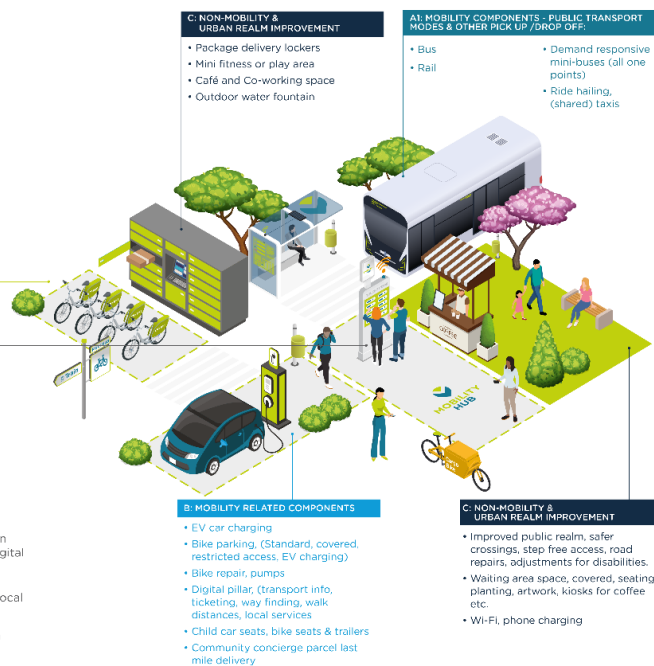 C: NON-MOBILITY &
URBAN REALM IMPROVEMENT
• Package delivery lockers
• Mini fitness or play area
• Café and Co-working space
• Outdoor water fountain
A1: MOBILITY COMPONENTS - PUBLIC TRANSPORT
MODES & OTHER PICK UP /DROP OFF:
• Bus
• Rail
• Demand responsive
mini-buses (all one
points)
• Ride hailing,
(shared) taxis
COFFEE
Train
MOBILITY
HUB
B: MOBILITY RELATED COMPONENTS
• EV car charging
• Bike parking, (Standard, covered,
restricted access, EV charging)
• Bike repair, pumps
• Digital pillar, (transport info,
ticketing, way finding, walk
distances, local services
• Child car seats, bike seats & trailers
• Community concierge parcel last
mile delivery
C: NON-MOBILITY &
URBAN REALM IMPROVEMENT
• Improved public realm, safer
crossings, step free access, road
repairs, adjustments for disabilities.
• Waiting area space, covered, seating
planting, artwork, kiosks for coffee
etc.
• Wi-Fi, phone charging
n
gital
ocal